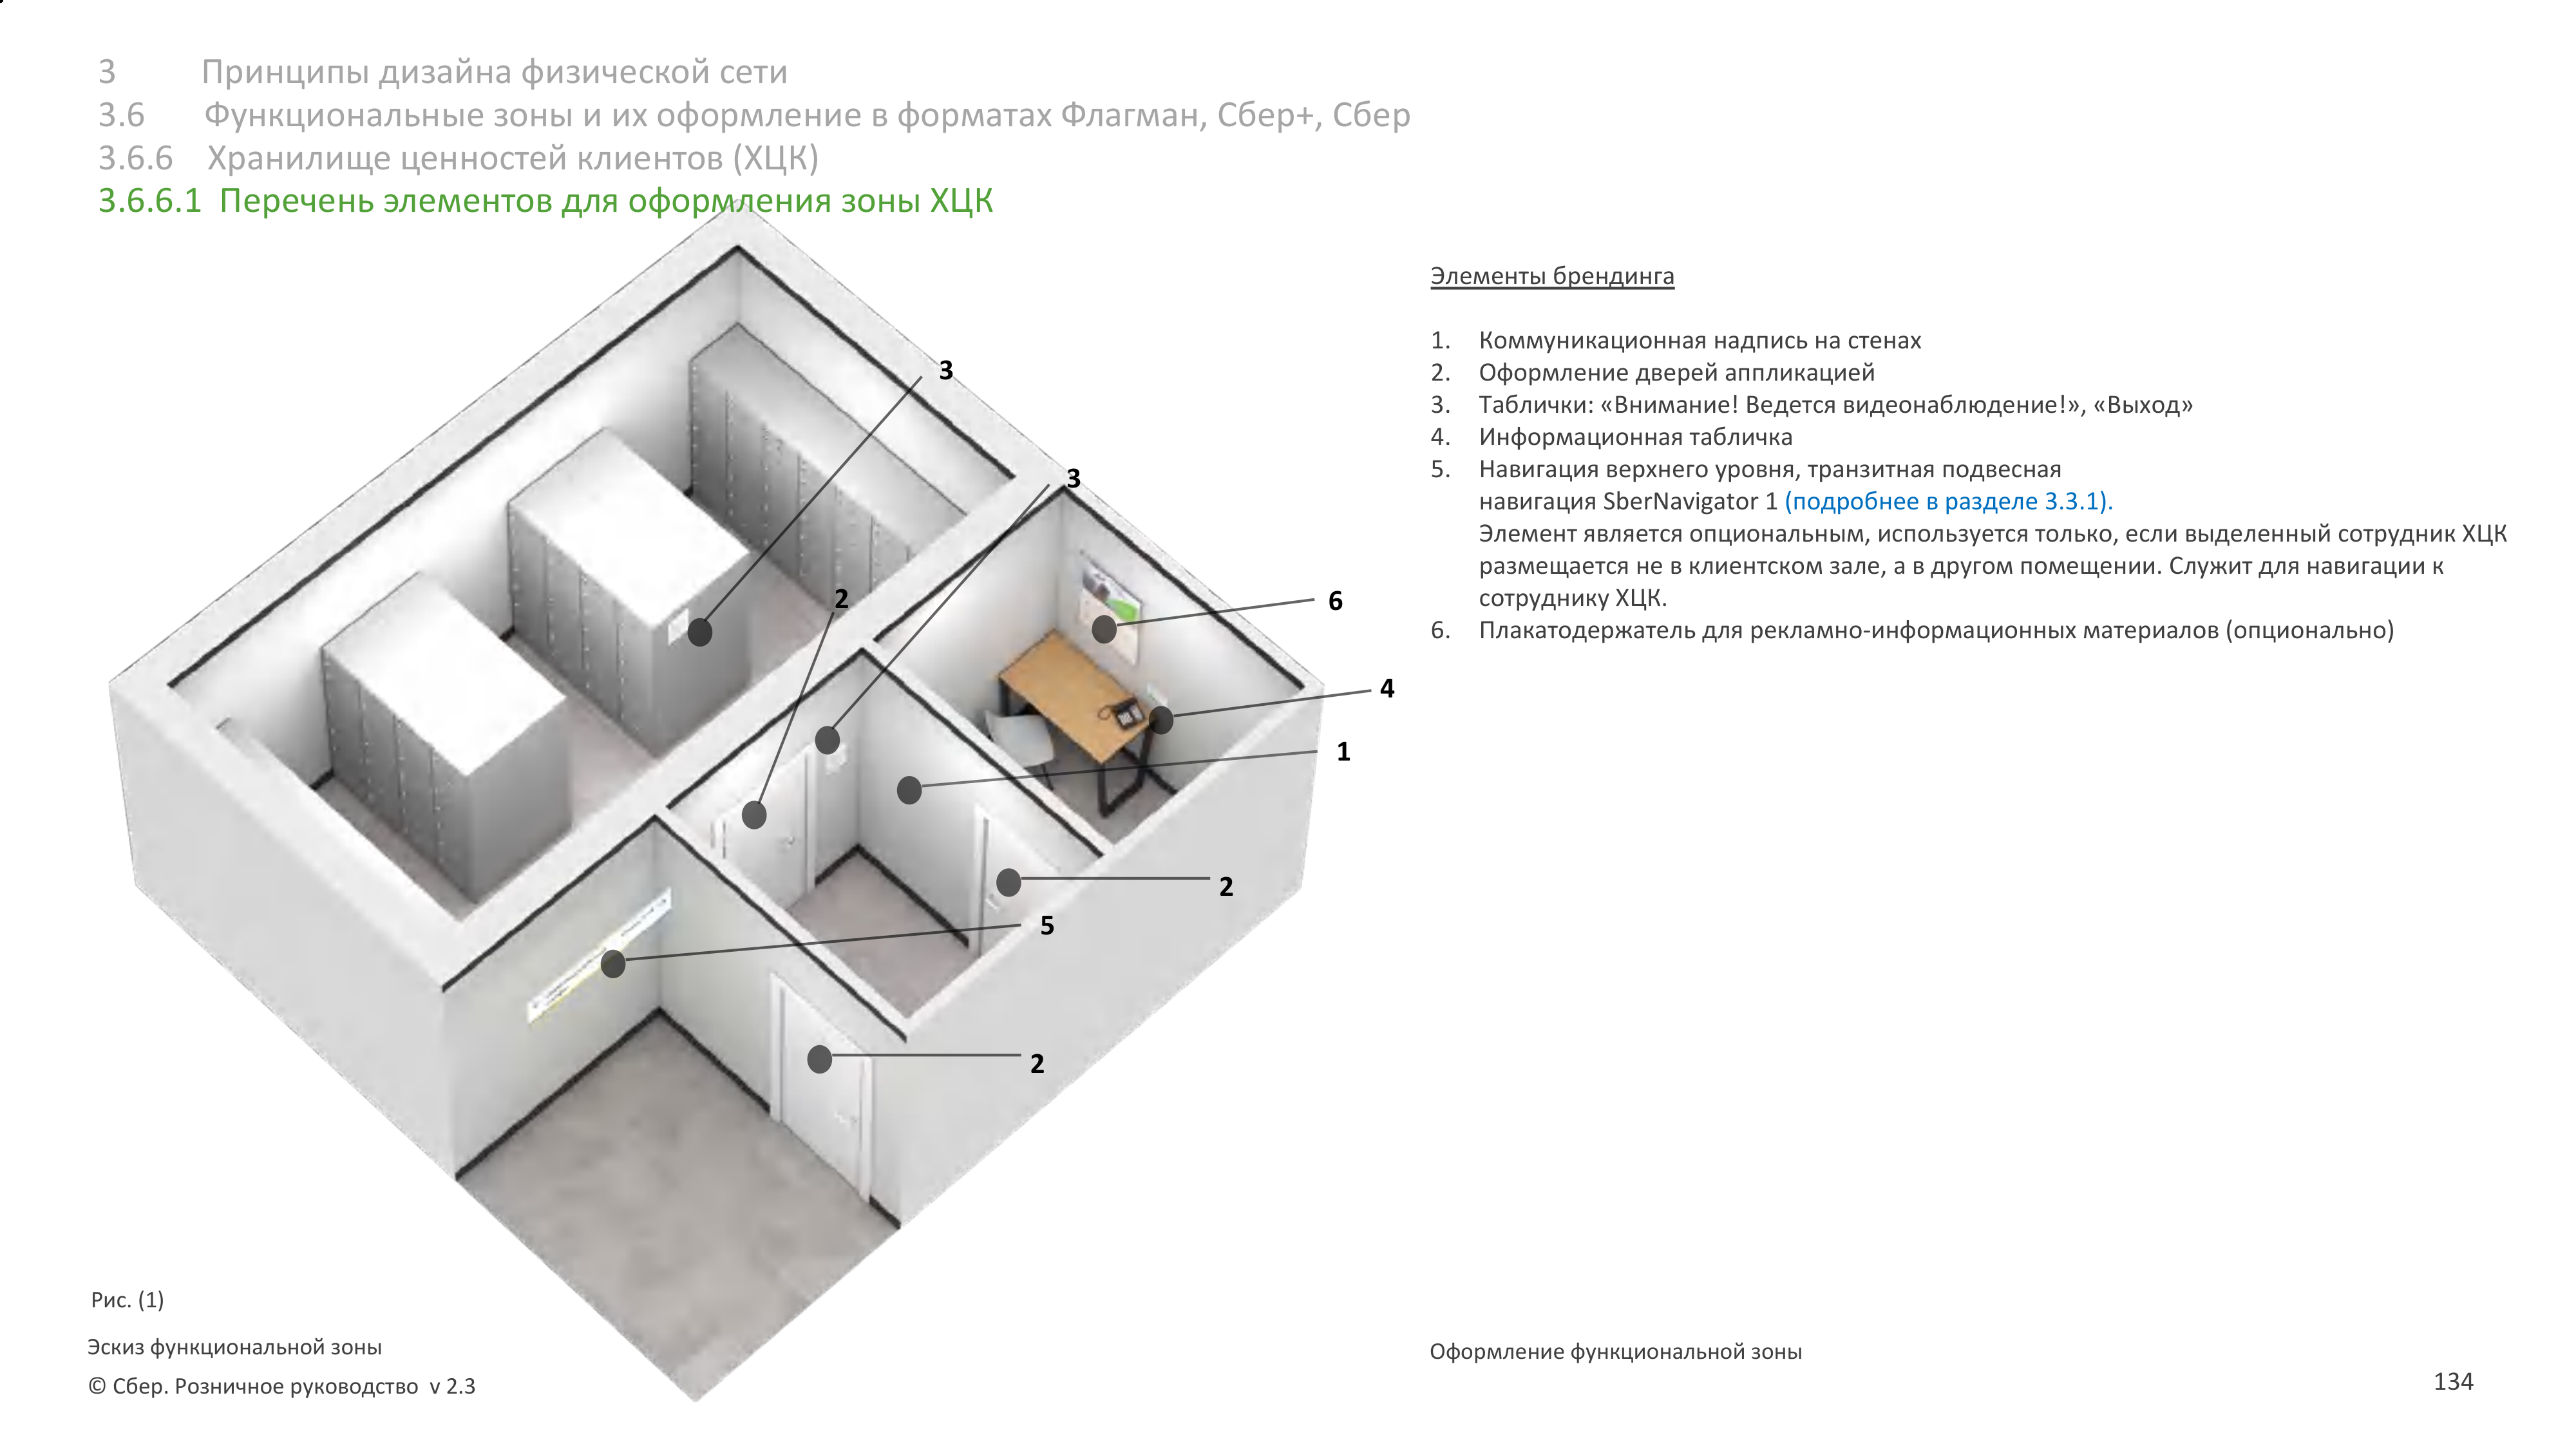 3 Принципы дизайна физической сети
3.6 Функциональные зоны и их оформление в форматах Флагман, Сбер+, Сбер
3.6.6 Хранилище ценностей клиентов (ХЦК)
3.6.6.1 Перечень элементов для оформления зоны ХЦК
3
3
2
6
4
1
2
5
2
Элементы брендинга
1. Коммуникационная надпись на стенах
2. Оформление дверей аппликацией
3. Таблички: «Внимание! Ведется видеонаблюдение!», «Выход»
4. Информационная табличка
5. Навигация верхнего уровня, транзитная подвесная
навигация SberNavigator 1 (подробнее в разделе 3.3.1).
Элемент является опциональным, используется только, если выделенный сотрудник ХЦК
размещается не в клиентском зале, а в другом помещении. Служит для навигации к
сотруднику ХЦК.
6. Плакатодержатель для рекламно-информационных материалов (опционально)
Рис. (1)
Эскиз функциональной зоны
© Сбер. Розничное руководство v 2.3
Оформление функциональной зоны
134